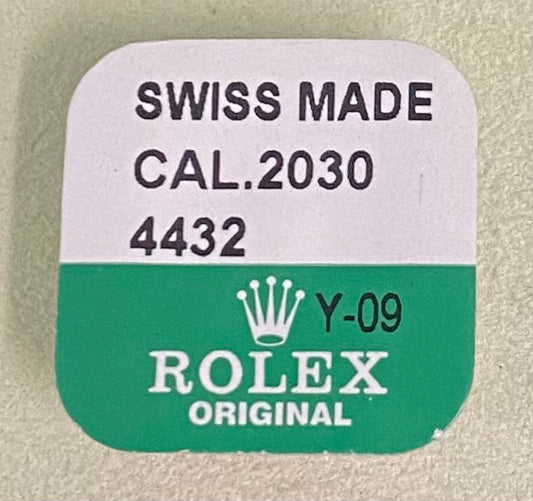 SWISS MADE
CAL.2030
4432
Y-09
ROLEX
ORIGINAL